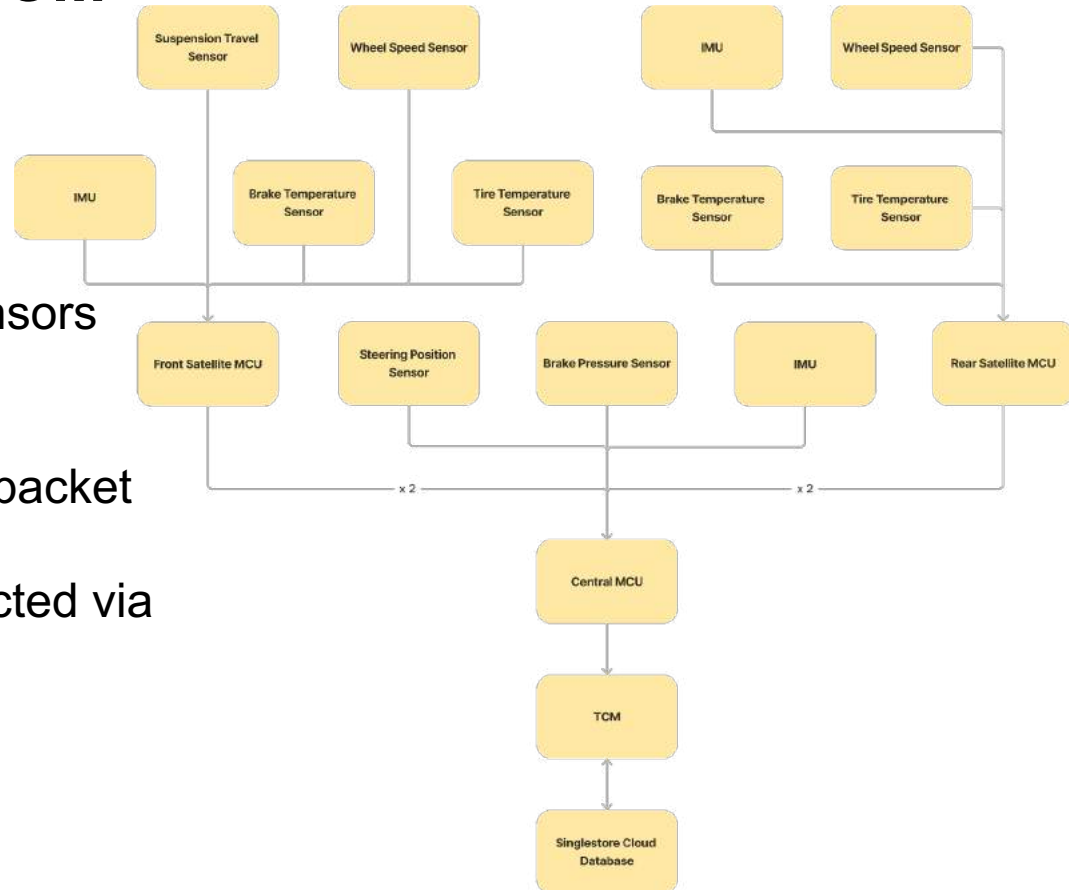 Suspension Travel
Sensor
Wheel Speed Sensor
IMU
Wheel Speed Sensor
IMU
Brake Temperature
Sensor
Tire Temperature
Sensor
Brake Temperature
Sensor
Tire Temperature
Sensor
nsors
Front Satellite MCU
Steering Position
Sensor
Brake Pressure Sensor
IMU
Rear Satellite MCU
packet
x 2
x 2
Central MCU
cted via
TCM
Singlestore Cloud
Database